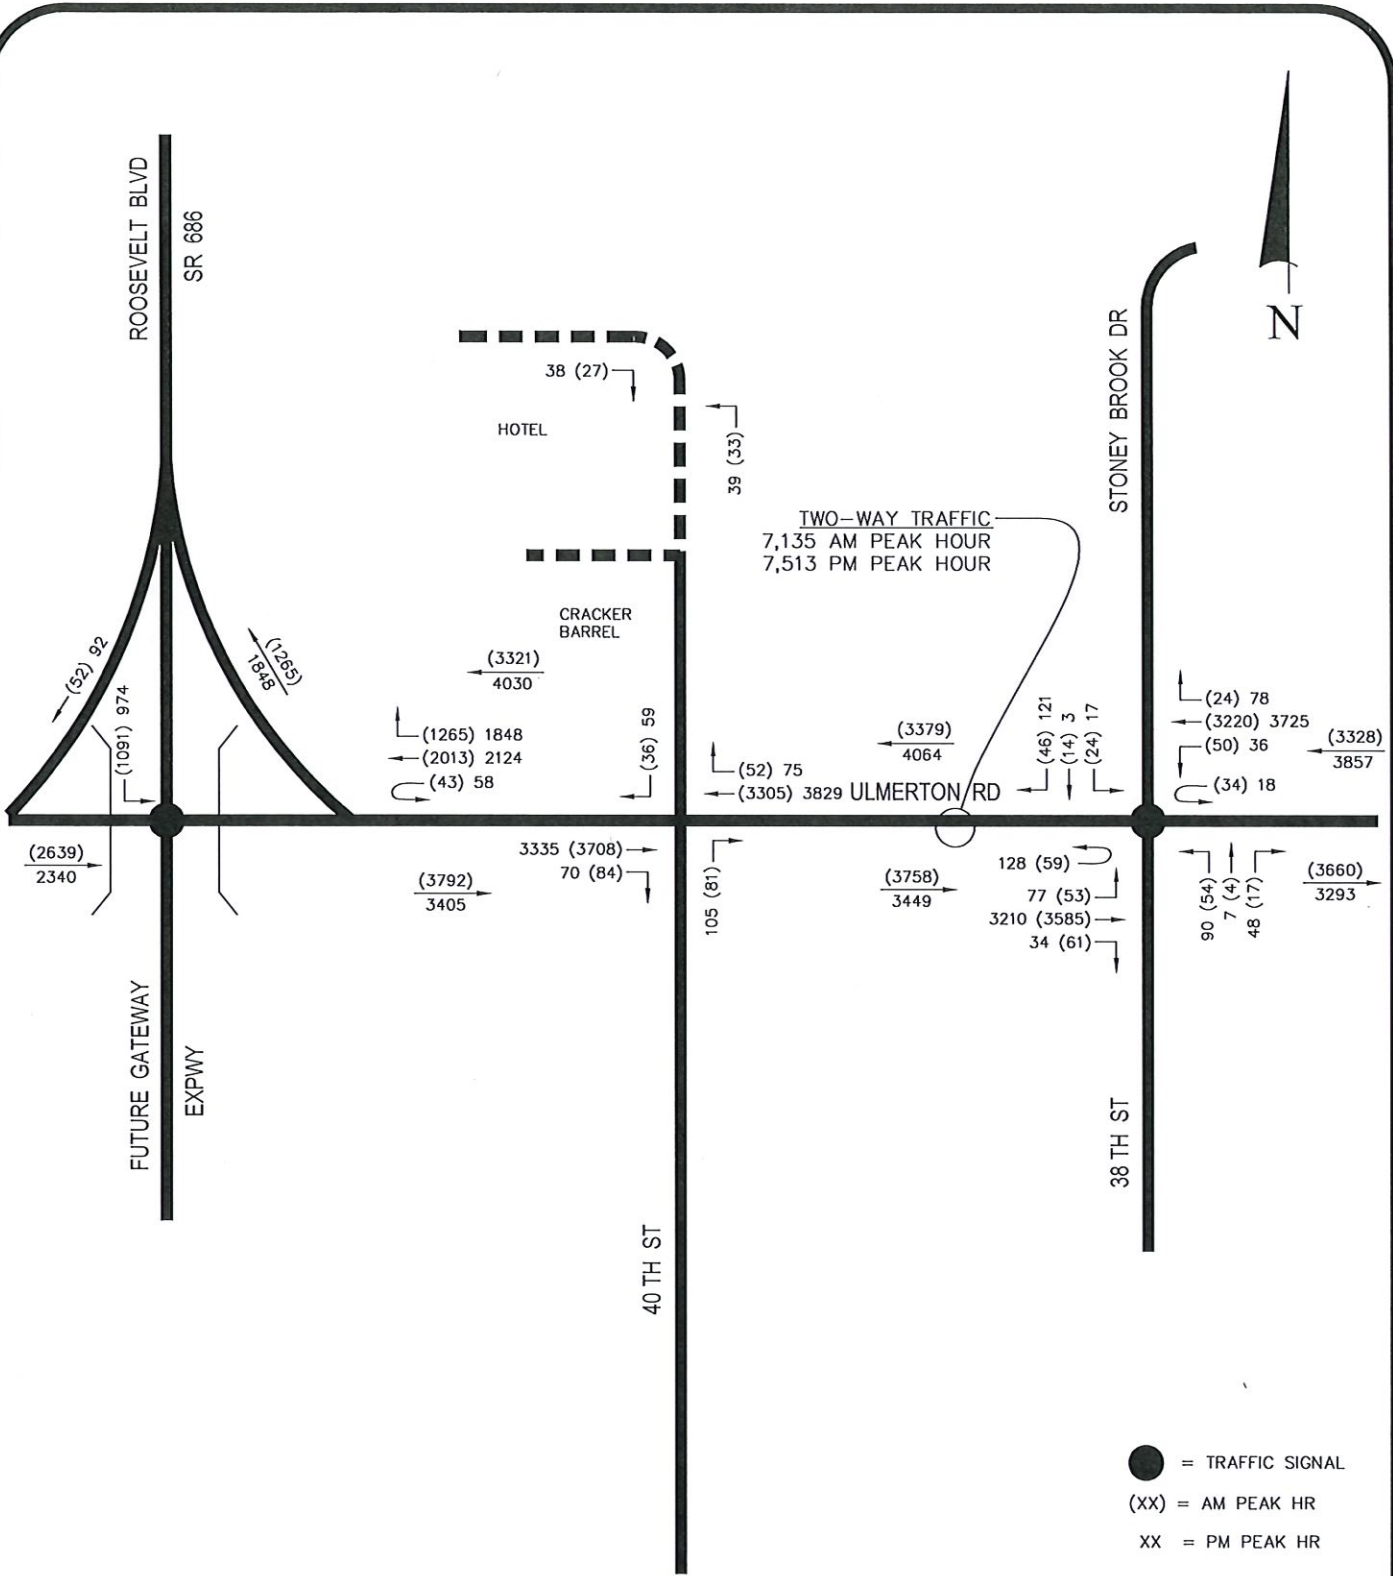 ROOSEVELT BLVD
SR 686
N
STONEY BROOK DR
38 (27)
HOTEL
39 (33)
TWO-WAY TRAFFIC
7,135 AM PEAK HOUR
7,513 PM PEAK HOUR
CRACKER
BARREL
(52) 92
(1265)
1848
(1091) 974
(3321)
4030
(1265) 1848
(2013) 2124
(43) 58
(36) 59
(52) 75
(3305) 3829
(3379)
4064
ULMERTON RD
(46) 121
(14) 3
(24) 17
(24) 78
(3220) 3725
(50) 36
(34) 18
(3328)
3857
(2639)
2340
(3792)
3405
3335 (3708)
70 (84)
105 (81)
(3758)
3449
128 (59)
77 (53)
3210 (3585)
34 (61)
90 (54)
7 (4)
48 (17)
(3660)
3293
FUTURE GATEWAY
EXPWY
40TH ST
38TH ST
= TRAFFIC SIGNAL
(XX) = AM PEAK HR
XX = PM PEAK HR